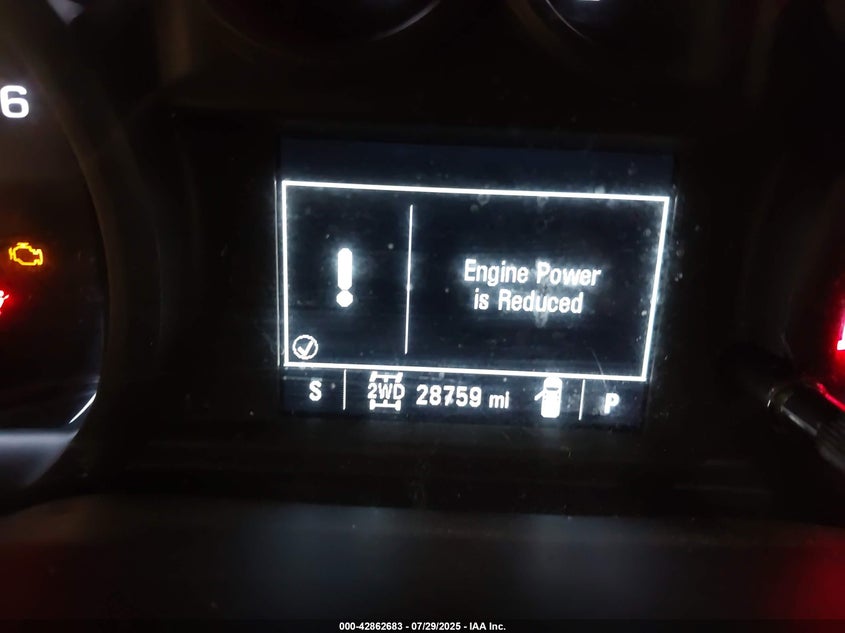 6
Engine Power
is Reduced
S 2WD 28759 mi P
000-42862683 - 07/29/2025 - IAA Inc.